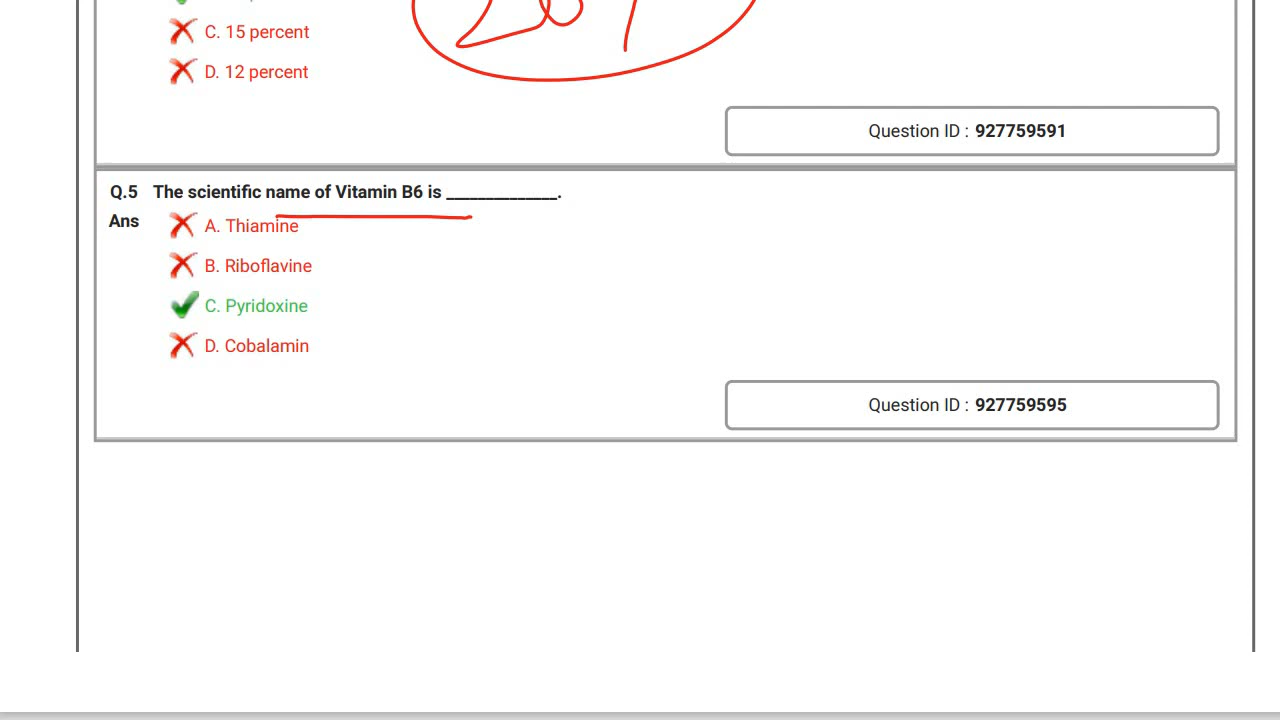 C. 15 percent
D. 12 percent
Question ID : 927759591
Q.5 The scientific name of Vitamin B6 is ______________.
Ans
A. Thiamine
B. Riboflavine
C. Pyridoxine
D. Cobalamin
Question ID : 927759595